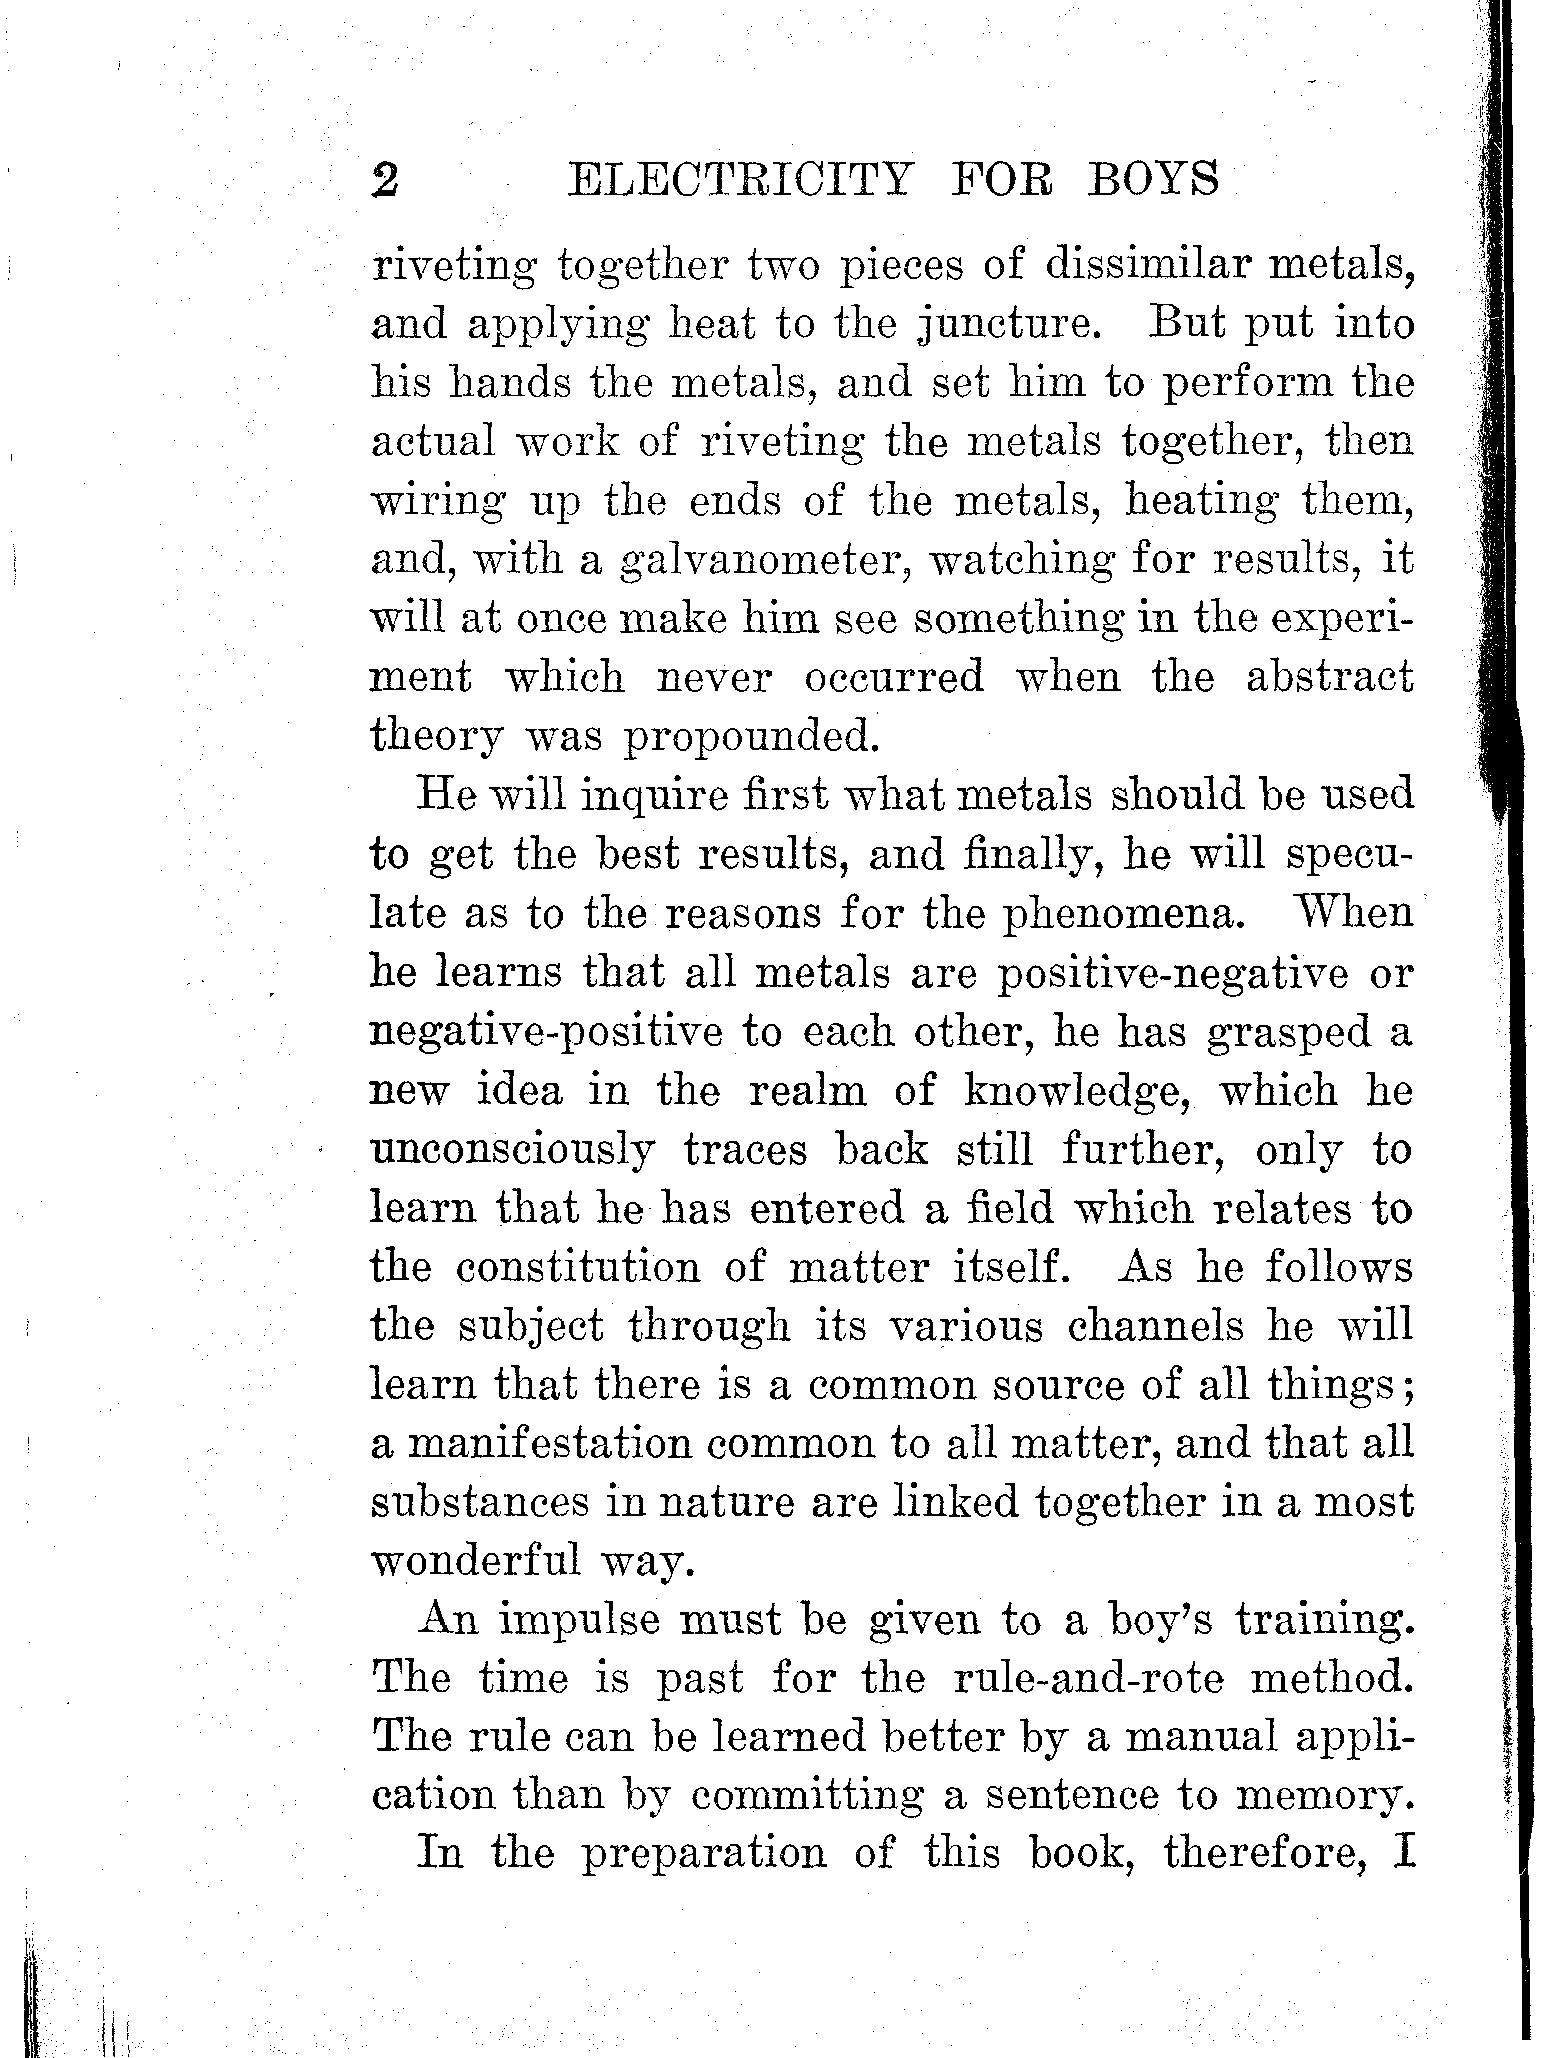 2 ELECTRICITY FOR BOYS
riveting together two pieces of dissimilar metals,
and applying heat to the juncture. But put into
his hands the metals, and set him to perform the
actual work of riveting the metals together, then
wiring up the ends of the metals, heating them,
and, with a galvanometer, watching for results, it
will at once make him see something in the experi-
ment which never occurred when the abstract
theory was propounded.
He will inquire first what metals should be used
to get the best results, and finally, he will specu-
late as to the reasons for the phenomena. When
he learns that all metals are positive-negative or
negative-positive to each other, he has grasped a
new idea in the realm of knowledge, which he
unconsciously traces back still further, only to
learn that he has entered a field which relates to
the constitution of matter itself. As he follows
the subject through its various channels he will
learn that there is a common source of all things;
a manifestation common to all matter, and that all
substances in nature are linked together in a most
wonderful way.
An impulse must be given to a boy's training.
The time is past for the rule-and-rote method.
The rule can be learned better by a manual appli-
cation than by committing a sentence to memory.
In the preparation of this book, therefore, I